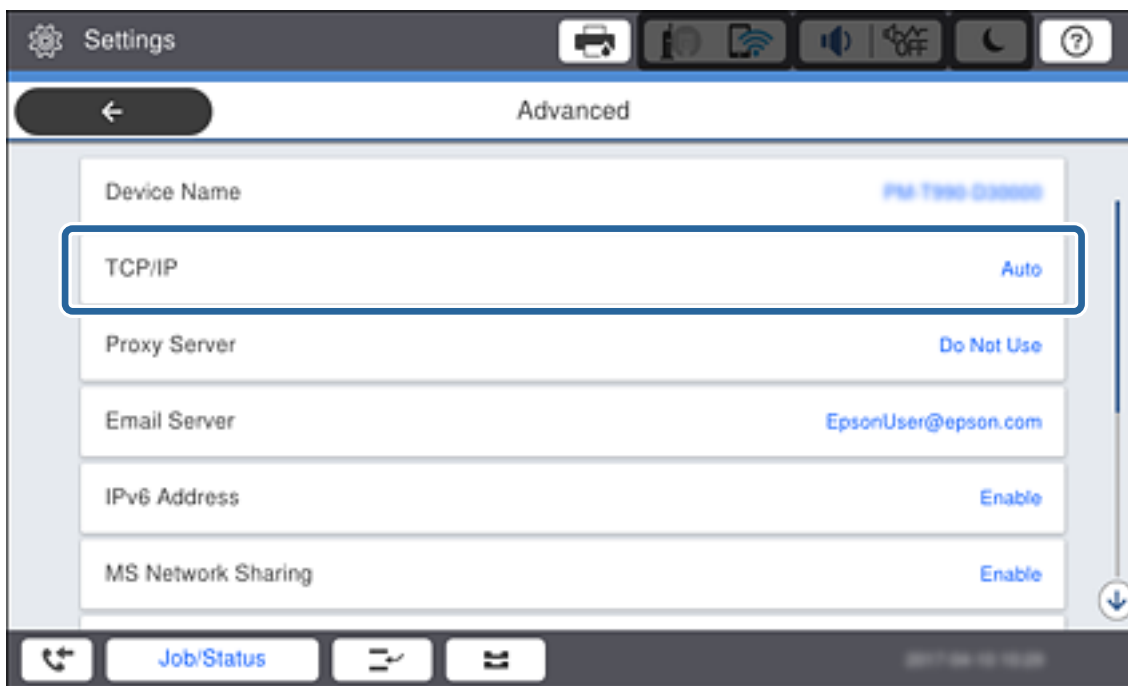 Settings
OFF
?
Advanced
Device Name
TCP/IP Auto
Proxy Server Do Not Use
Email Server EpsonUser@epson.com
IPv6 Address Enable
MS Network Sharing Enable
Job/Status